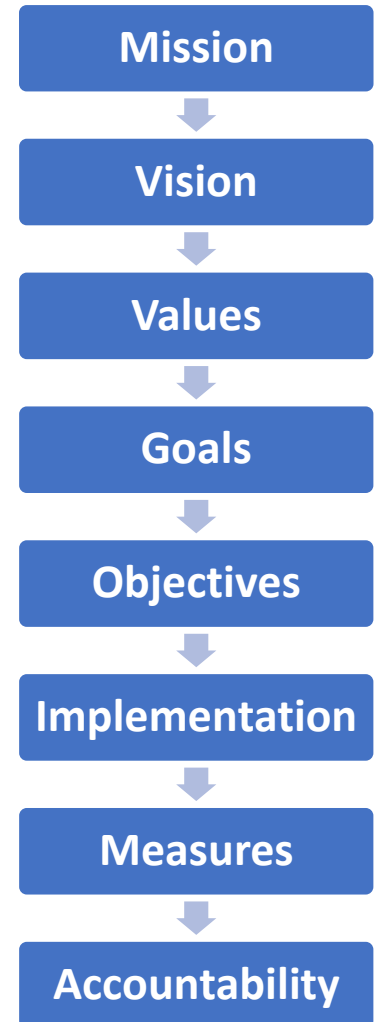 Mission
Vision
Values
Goals
Objectives
Implementation
Measures
Accountability